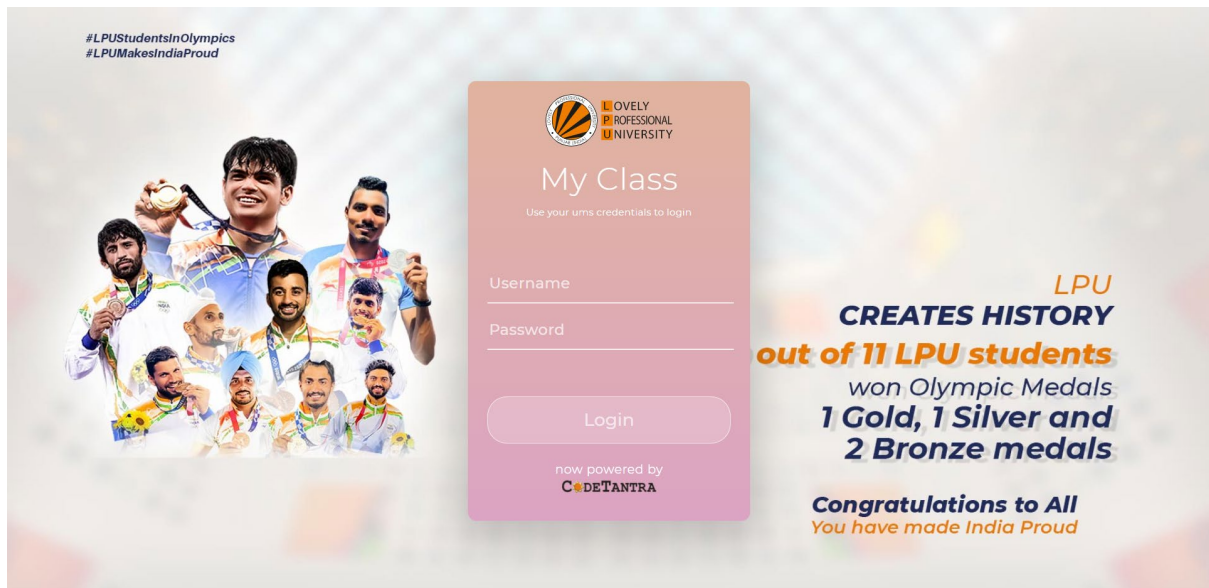 #LPUStudentsInOlympics
#LPUMakesIndiaProud
LOVELY
PROFESSIONAL
UNIVERSITY
My Class
Use your ums credentials to login
Username
Password
Login
now powered by
CODETANTRA
LPU
CREATES HISTORY
out of 11 LPU students
won Olympic Medals
1 Gold, 1 Silver and
2 Bronze medals
Congratulations to All
You have made India Proud